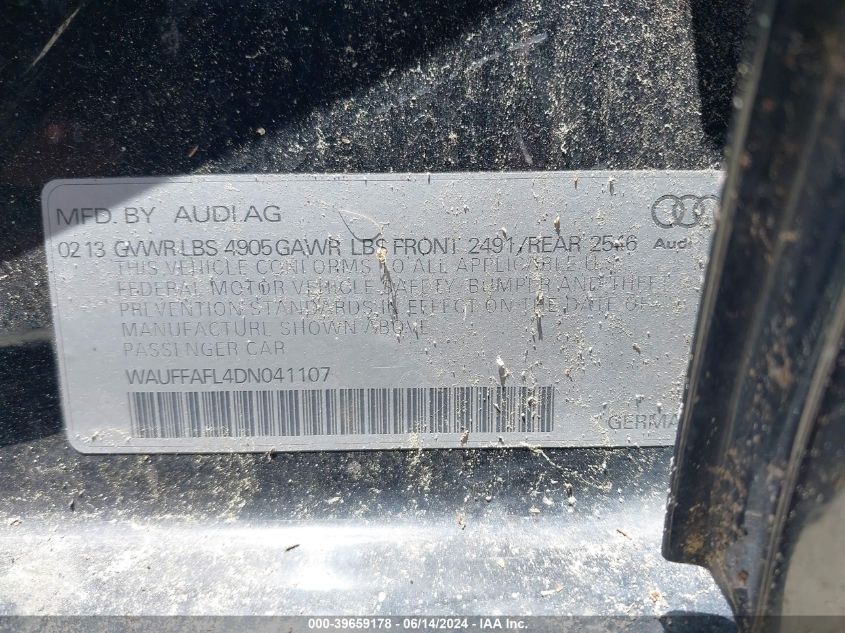 MFD. BY AUDI AG
02 13 GVWR LBS 4905 GAWR LBS FRONT 2491/REAR 2546 Audi
THIS VEHICLE CONFORMS TO ALL APPLICABLE U.S.
FEDERAL MOTOR VEHICLE SAFETY, BUMPER AND THEFT
PREVENTION STANDARDS IN EFFECT ON THE DATE OF
MANUFACTURE SHOWN ABOVE
PASSENGER CAR
WAUFFAFL4DN041107
GERMA
000-39659178 - 06/14/2024 - IAA Inc.